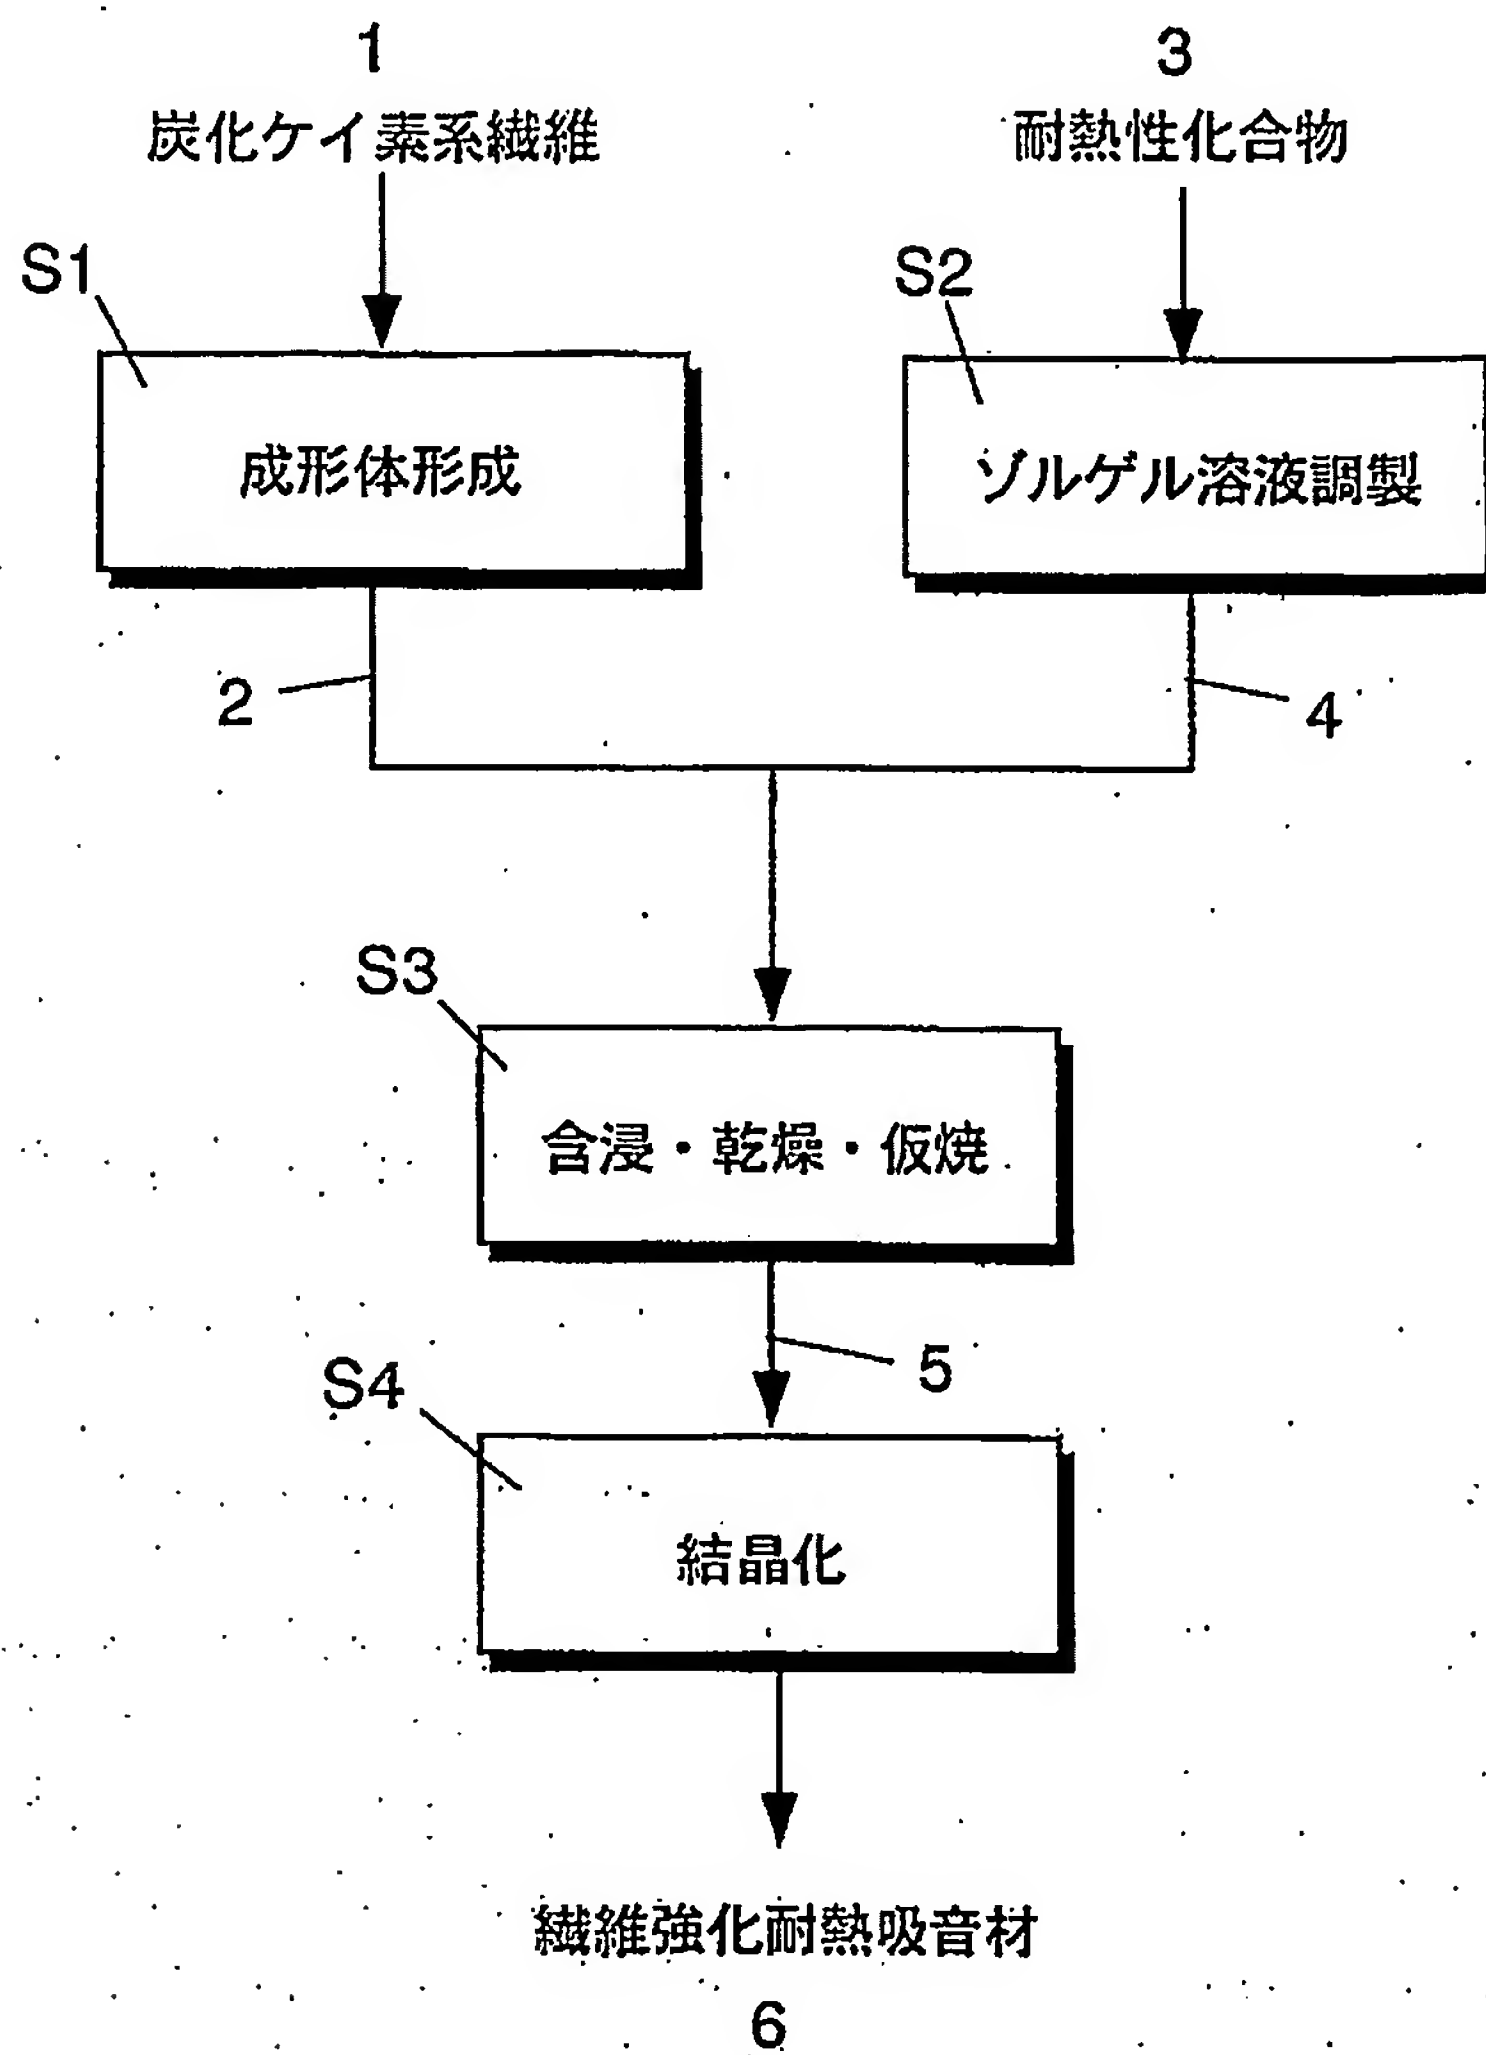 1
炭化ケイ素系繊維
3
耐熱性化合物
S1
成形体形成
S2
ゾルゲル溶液調製
2
4
S3
含浸・乾燥・仮焼
5
S4
結晶化
繊維強化耐熱吸音材
6